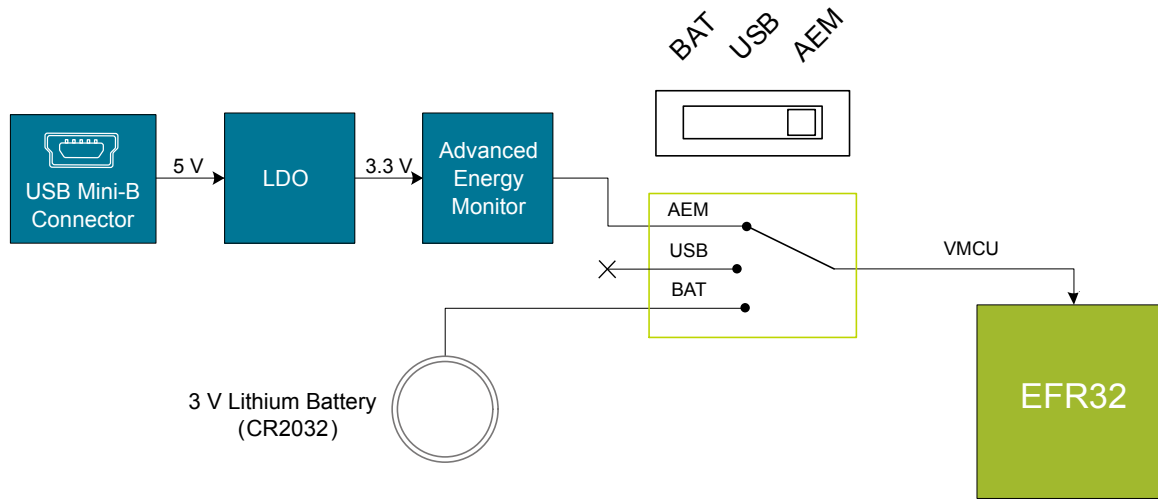 BAT
USB
AEM
USB Mini-B
Connector
5 V
LDO
3.3 V
Advanced
Energy
Monitor
AEM
USB
BAT
VMCU
3 V Lithium Battery
(CR2032)
EFR32